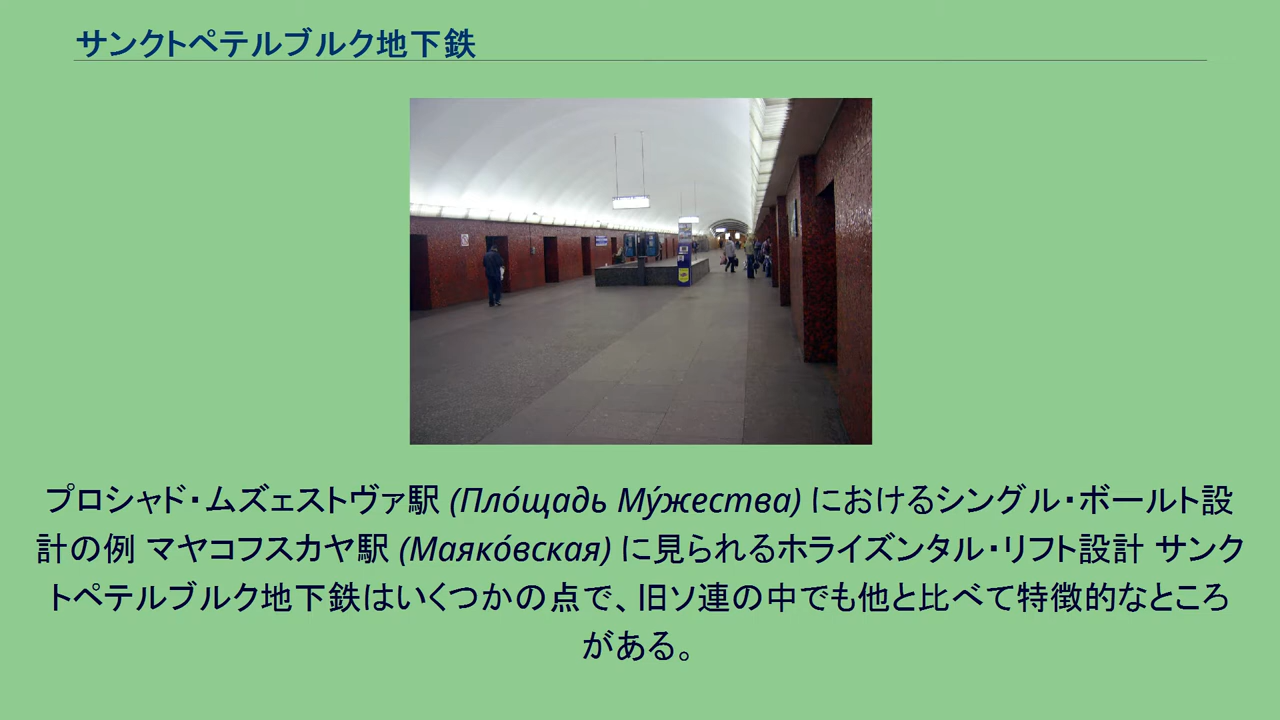 サンクトペテルブルク地下鉄
プロシャド・ムズェストヴァ駅 (Пло́щадь Му́жества) におけるシングル・ボールト設
計の例 マヤコフスカヤ駅 (Маяко́вская) に見られるホライズンタル・リフト設計 サンク
トペテルブルク地下鉄はいくつかの点で、旧ソ連の中でも他と比べて特徴的なところ
がある。